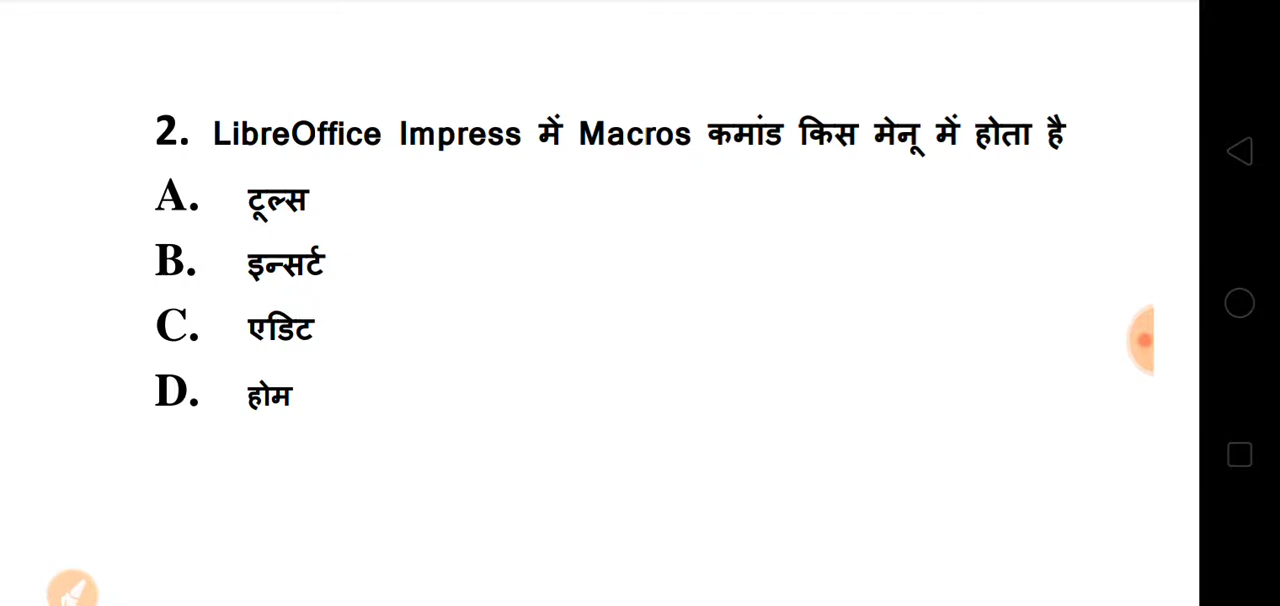 2. LibreOffice Impress में Macros कमांड किस मेनू में होता है
A. टूल्स
B. इन्सर्ट
C. एडिट
D. होम